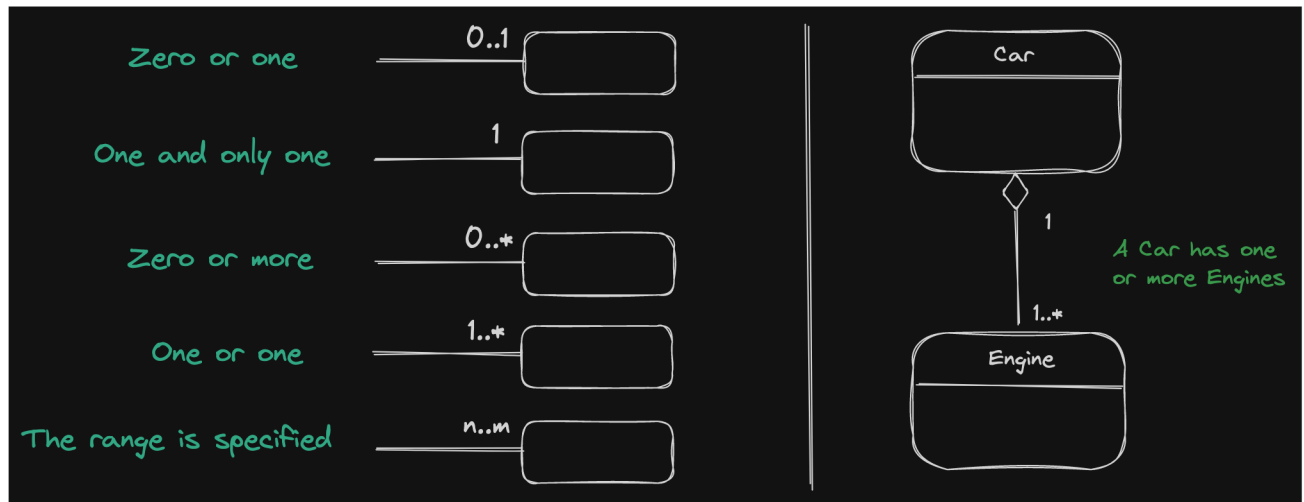 Zero or one
0..1
One and only one
1
Zero or more
0..*
One or one
1..*
The range is specified
n..m
Car
1
A Car has one
or more Engines
1..*
Engine